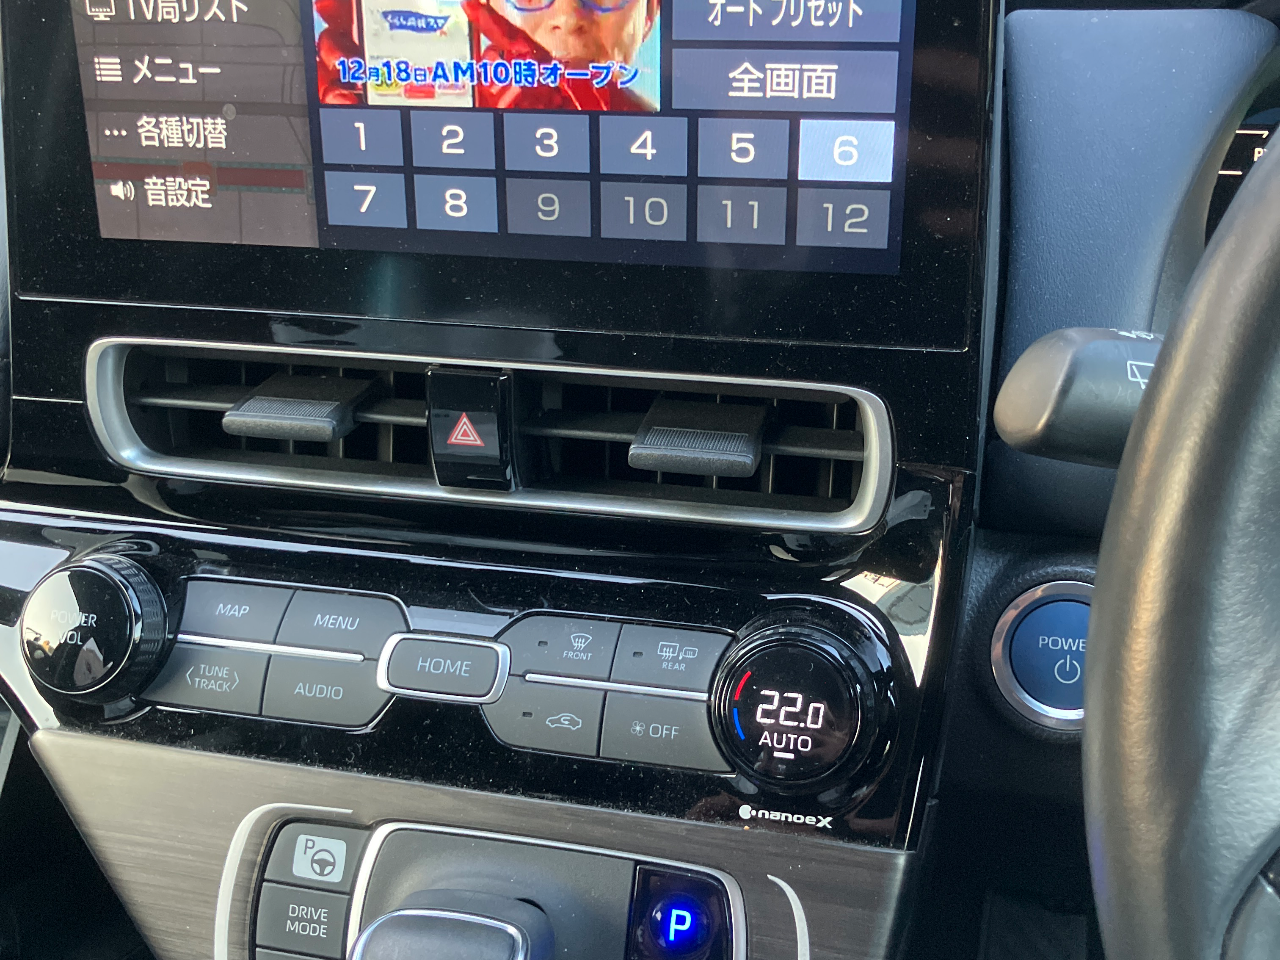 TV局リスト
メニュー
各種切替
音設定
12月18日AM10時オープン
オートプリセット
全画面
1 2 3 4 5 6
7 8 9 10 11 12
POWER
VOL
MAP
MENU
TUNE
TRACK
AUDIO
HOME
FRONT
REAR
OFF
22.0
AUTO
nanoeX
POWE
P
DRIVE
MODE
P